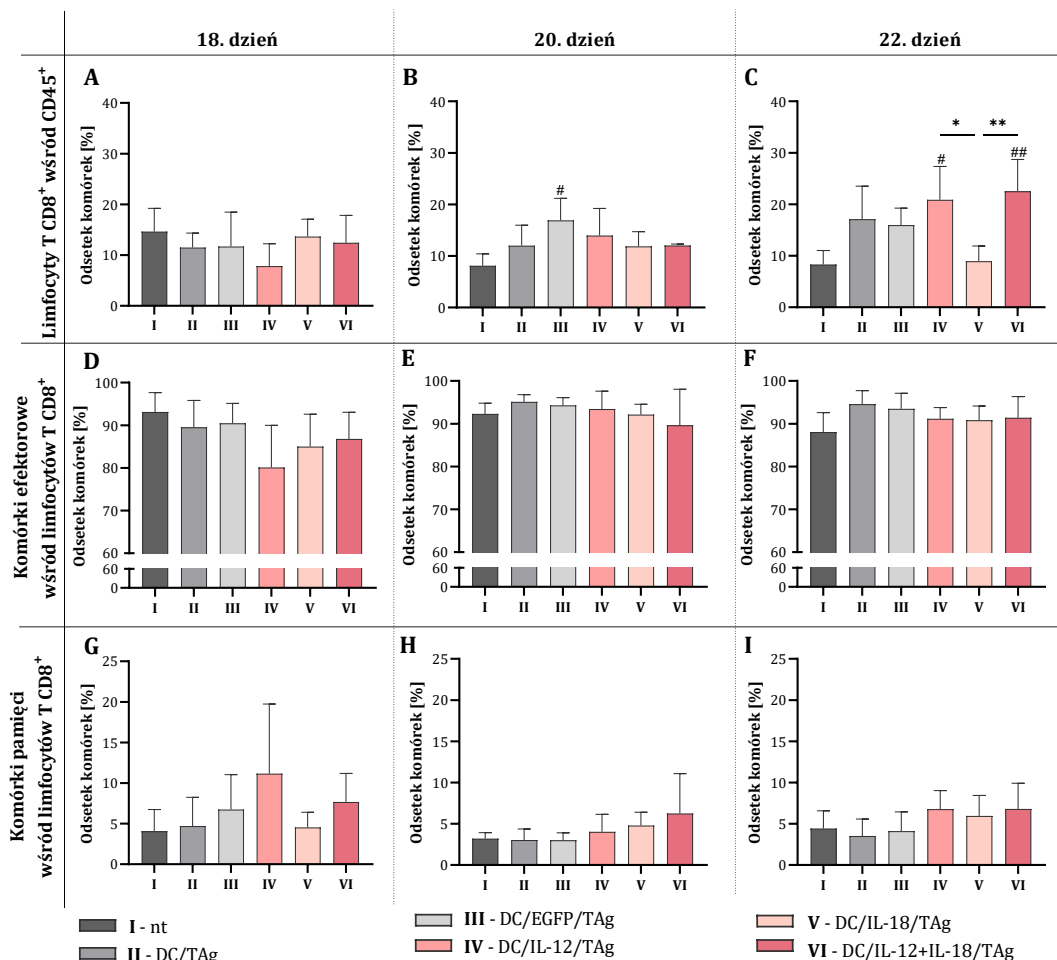 18. dzień
20. dzień
22. dzień
Limfocyty T CD8+ wśród CD45+
A
Odsetek komórek [%]
40
30
20
10
0
I II III IV V VI
B
Odsetek komórek [%]
40
30
20
10
0
#
I II III IV V VI
C
Odsetek komórek [%]
40
30
20
10
0
* **
# ##
I II III IV V VI
Komórki efektorowe
wśród limfocytów T CD8+
D
Odsetek komórek [%]
100
90
80
70
60
60
0
I II III IV V VI
E
Odsetek komórek [%]
100
90
80
70
60
60
0
I II III IV V VI
F
Odsetek komórek [%]
100
90
80
70
60
60
0
I II III IV V VI
Komórki pamięci
wśród limfocytów T CD8+
G
Odsetek komórek [%]
25
20
15
10
5
0
I II III IV V VI
H
Odsetek komórek [%]
25
20
15
10
5
0
I II III IV V VI
I
Odsetek komórek [%]
25
20
15
10
5
0
I II III IV V VI
I - nt
II - DC/TAg
III - DC/EGFP/TAg
IV - DC/IL-12/TAg
V - DC/IL-18/TAg
VI - DC/IL-12+IL-18/TAg